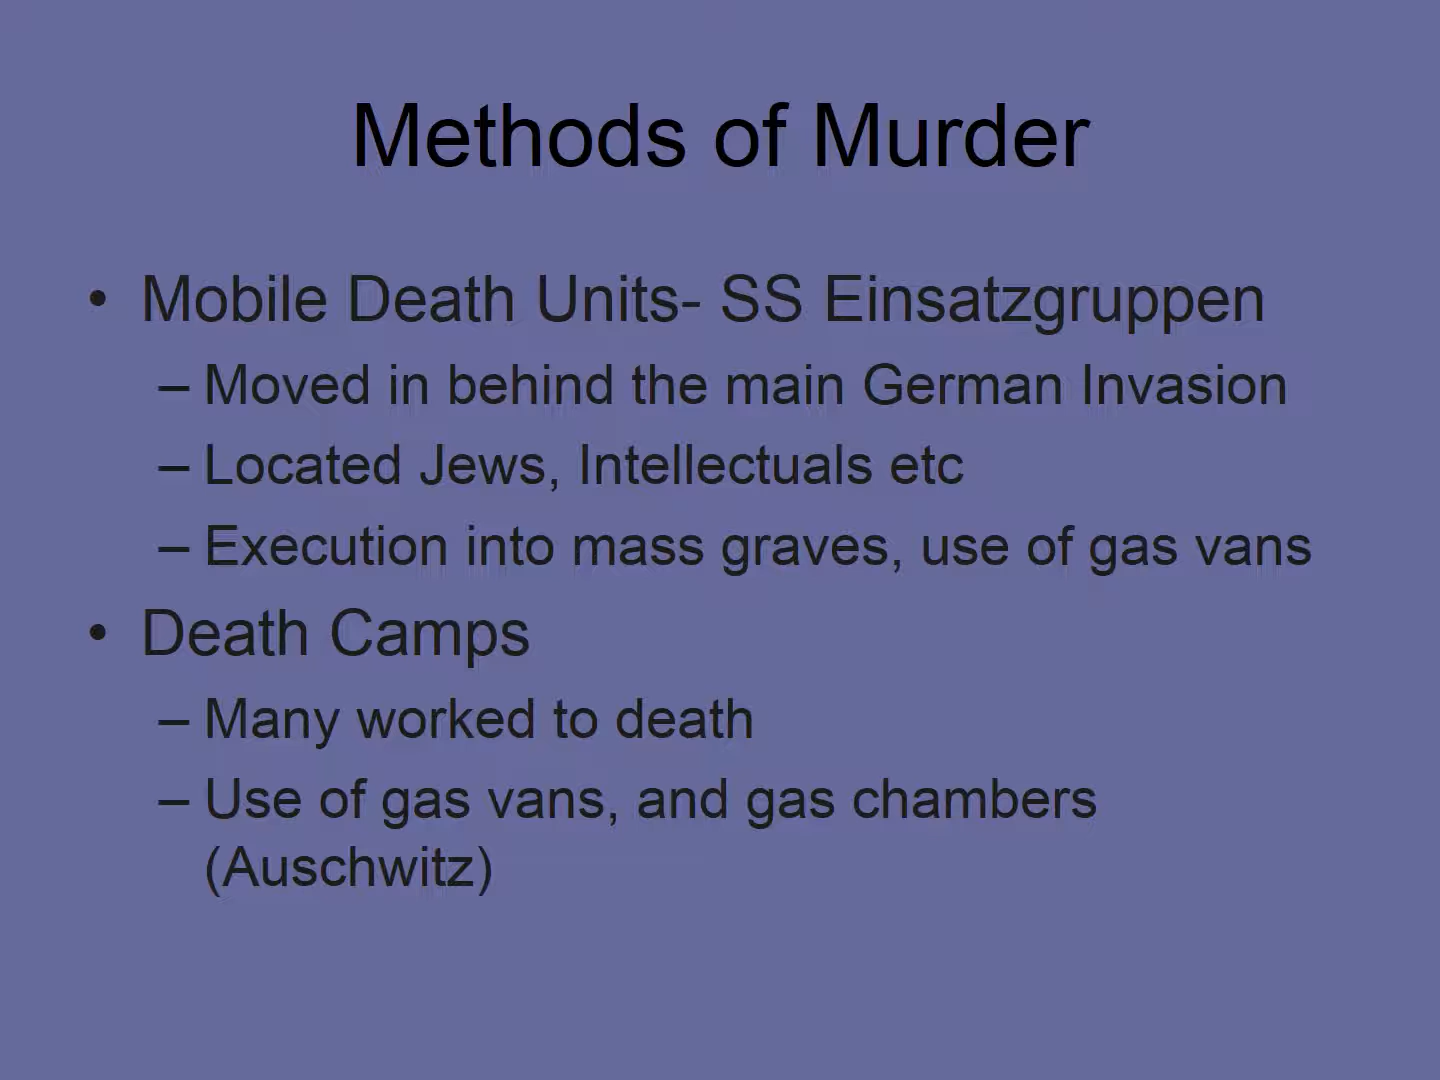 Methods of Murder
• Mobile Death Units- SS Einsatzgruppen
– Moved in behind the main German Invasion
– Located Jews, Intellectuals etc
– Execution into mass graves, use of gas vans
• Death Camps
– Many worked to death
– Use of gas vans, and gas chambers
(Auschwitz)